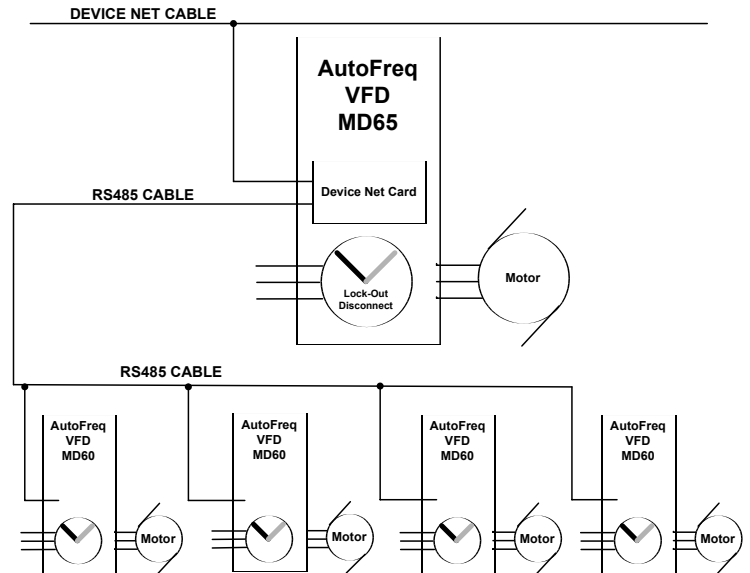 DEVICE NET CABLE
AutoFreq
VFD
MD65
Device Net Card
RS485 CABLE
Lock-Out
Disconnect
Motor
RS485 CABLE
AutoFreq
VFD
MD60
Motor
AutoFreq
VFD
MD60
Motor
AutoFreq
VFD
MD60
Motor
AutoFreq
VFD
MD60
Motor